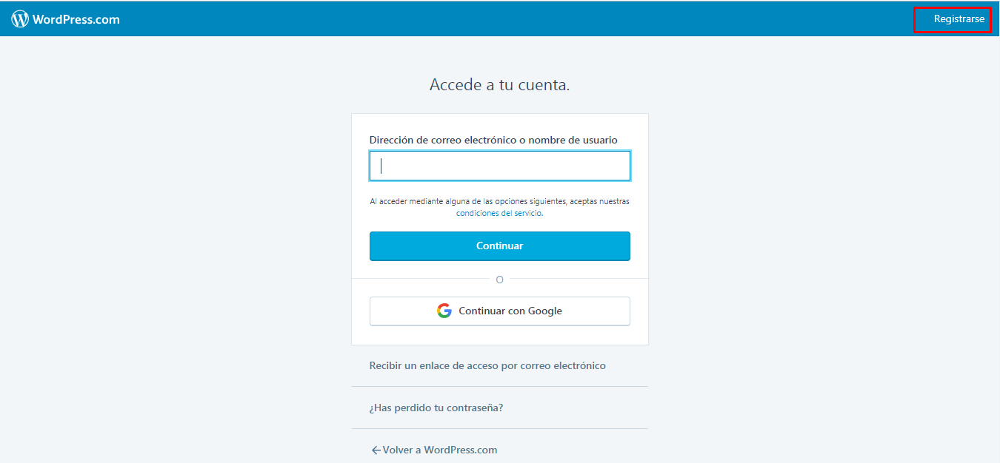 WordPress.com
Registrarse
Accede a tu cuenta.
Dirección de correo electrónico o nombre de usuario
Al acceder mediante alguna de las opciones siguientes, aceptas nuestras
condiciones del servicio.
Continuar
O
Continuar con Google
Recibir un enlace de acceso por correo electrónico
¿Has perdido tu contraseña?
←Volver a WordPress.com